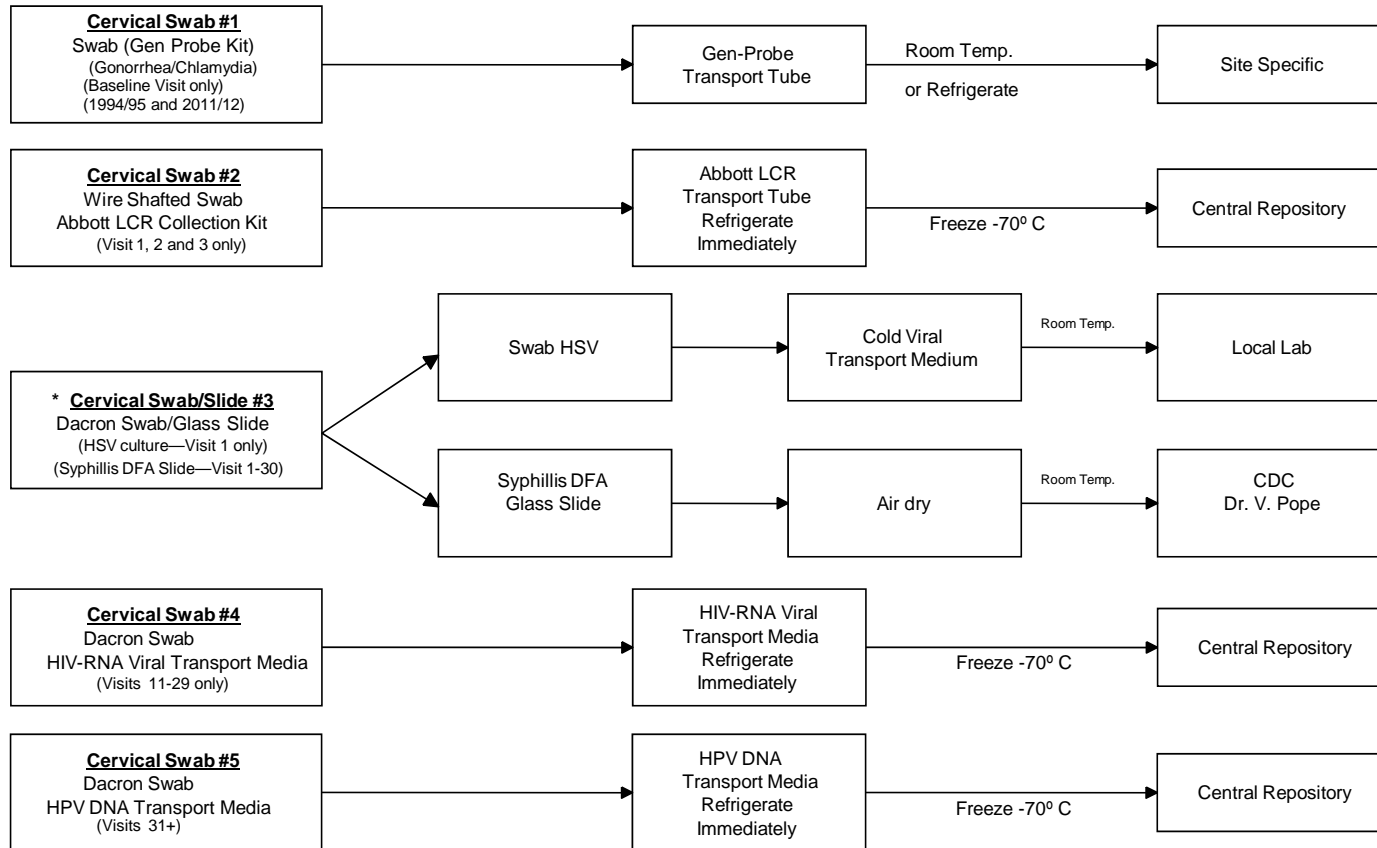 Cervical Swab #1
Swab (Gen Probe Kit)
(Gonorrhea/Chlamydia)
(Baseline Visit only)
(1994/95 and 2011/12)
Gen-Probe
Transport Tube
Room Temp.
or Refrigerate
Site Specific
Cervical Swab #2
Wire Shafted Swab
Abbott LCR Collection Kit
(Visit 1, 2 and 3 only)
Abbott LCR
Transport Tube
Refrigerate
Immediately
Freeze -70º C
Central Repository
* Cervical Swab/Slide #3
Dacron Swab/Glass Slide
(HSV culture—Visit 1 only)
(Syphillis DFA Slide—Visit 1-30)
Swab HSV
Cold Viral
Transport Medium
Room Temp.
Local Lab
Syphillis DFA
Glass Slide
Air dry
Room Temp.
CDC
Dr. V. Pope
Cervical Swab #4
Dacron Swab
HIV-RNA Viral Transport Media
(Visits 11-29 only)
HIV-RNA Viral
Transport Media
Refrigerate
Immediately
Freeze -70º C
Central Repository
Cervical Swab #5
Dacron Swab
HPV DNA Transport Media
(Visits 31+)
HPV DNA
Transport Media
Refrigerate
Immediately
Freeze -70º C
Central Repository